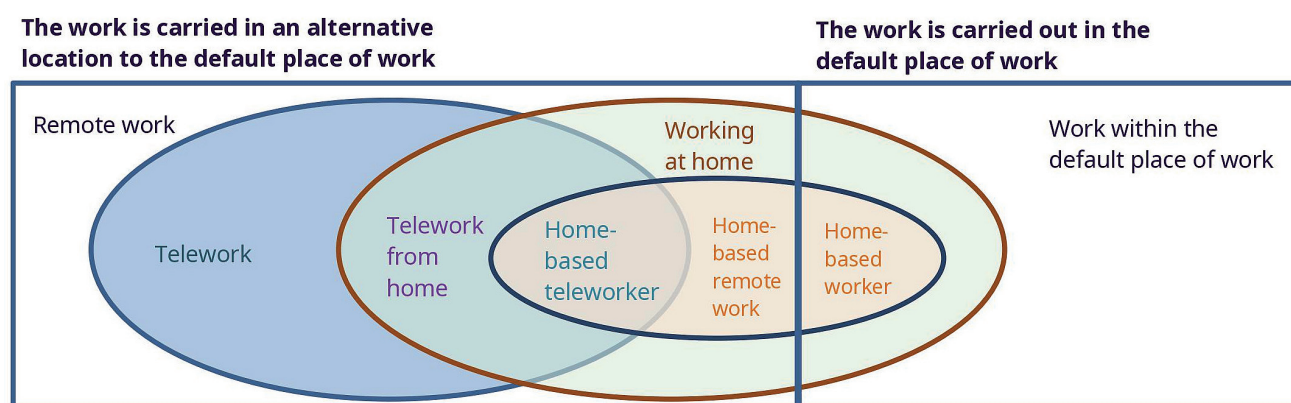 The work is carried in an alternative
location to the default place of work
The work is carried out in the
default place of work
Remote work
Working
at home
Work within the
default place of work
Telework
Telework
from
home
Home-
based
teleworker
Home-
based
remote
work
Home-
based
worker